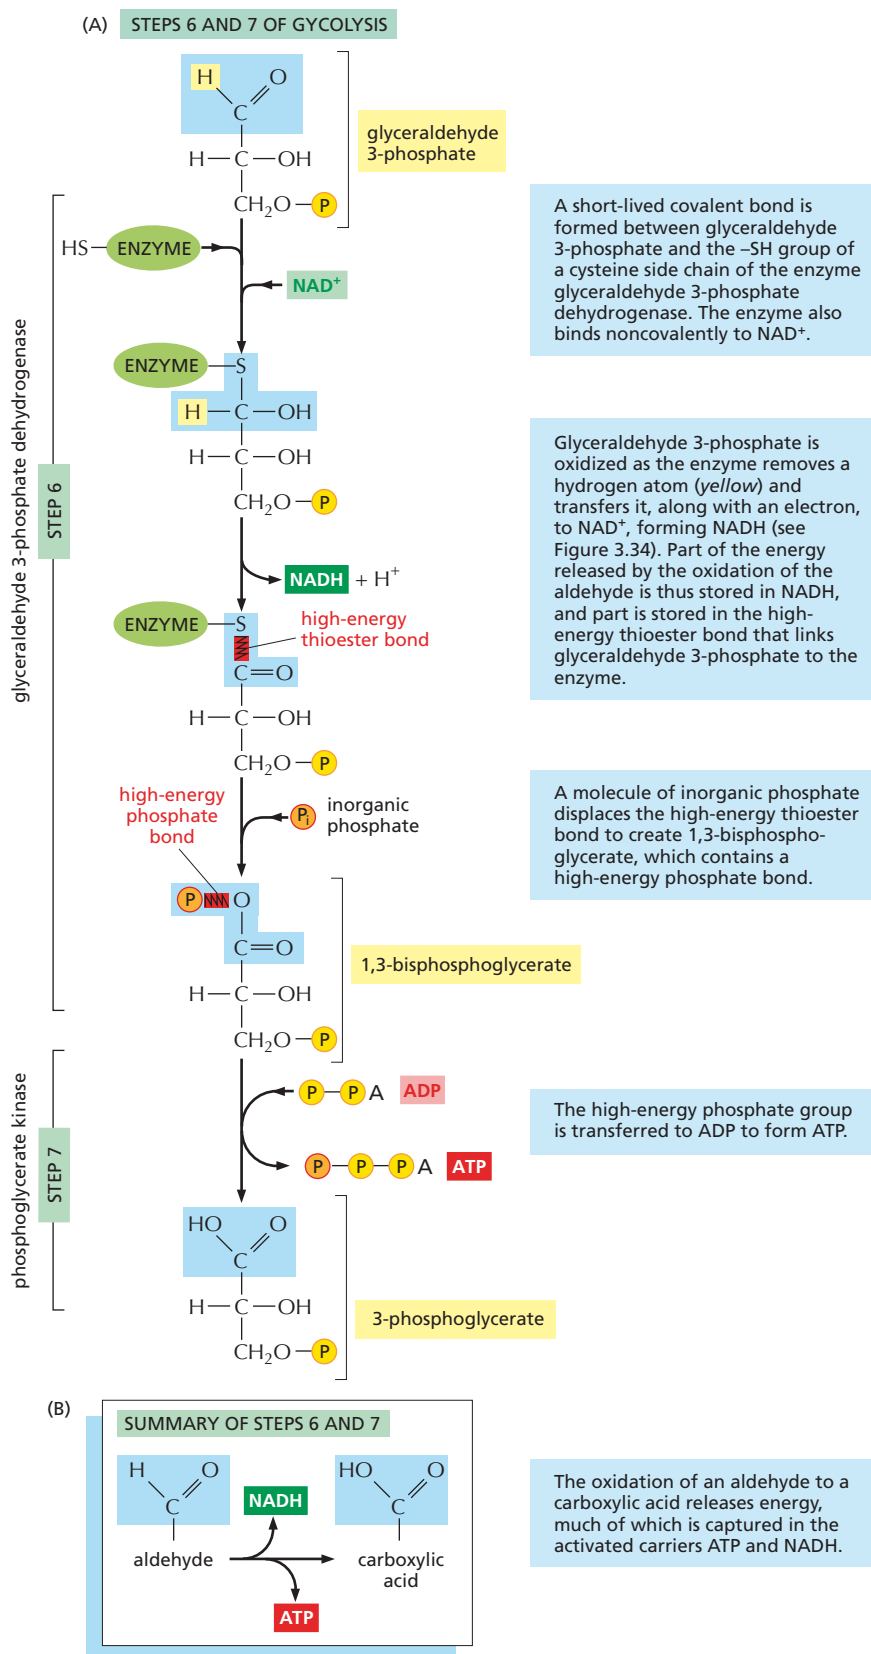 (A) STEPS 6 AND 7 OF GYCOLYSIS
H O
C
glyceraldehyde
3-phosphate
H—C—OH
CH₂O—P
glyceraldehyde 3-phosphate dehydrogenase
STEP 6
HS—ENZYME
NAD⁺
A short-lived covalent bond is
formed between glyceraldehyde
3-phosphate and the –SH group of
a cysteine side chain of the enzyme
glyceraldehyde 3-phosphate
dehydrogenase. The enzyme also
binds noncovalently to NAD⁺.
ENZYME—S
H—C—OH
H—C—OH
CH₂O—P
NADH + H⁺
Glyceraldehyde 3-phosphate is
oxidized as the enzyme removes a
hydrogen atom (yellow) and
transfers it, along with an electron,
to NAD⁺, forming NADH (see
Figure 3.34). Part of the energy
released by the oxidation of the
aldehyde is thus stored in NADH,
and part is stored in the high-
energy thioester bond that links
glyceraldehyde 3-phosphate to the
enzyme.
ENZYME—S
high-energy
thioester bond
C=O
H—C—OH
CH₂O—P
high-energy
phosphate
bond
Pi inorganic
phosphate
A molecule of inorganic phosphate
displaces the high-energy thioester
bond to create 1,3-bisphospho-
glycerate, which contains a
high-energy phosphate bond.
P O
C=O
1,3-bisphosphoglycerate
H—C—OH
CH₂O—P
phosphoglycerate kinase
STEP 7
P—P A ADP
P—P—P A ATP
The high-energy phosphate group
is transferred to ADP to form ATP.
HO O
C
H—C—OH
3-phosphoglycerate
CH₂O—P
(B)
SUMMARY OF STEPS 6 AND 7
H O
C
aldehyde
NADH
ATP
HO O
C
carboxylic
acid
The oxidation of an aldehyde to a
carboxylic acid releases energy,
much of which is captured in the
activated carriers ATP and NADH.